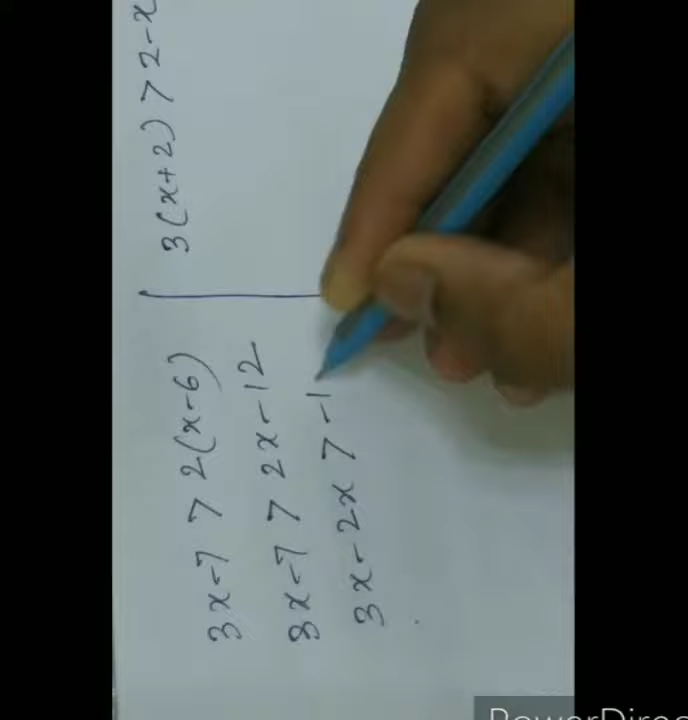 3x-7 > 2(x-6)
3x-7 > 2x-12
3x-2x > -1
3(x+2) > 2-x